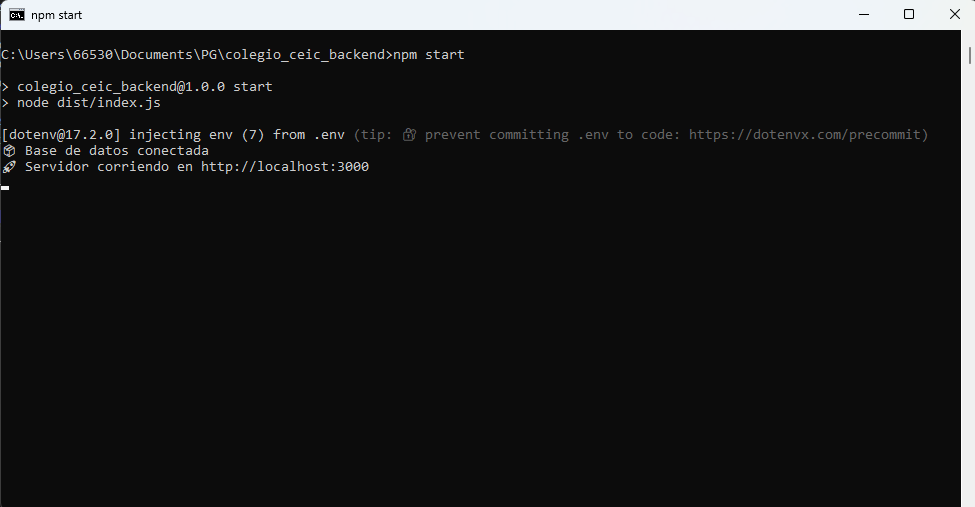 npm start
C:\Users\66530\Documents\PG\colegio_ceic_backend>npm start
> colegio_ceic_backend@1.0.0 start
> node dist/index.js
[dotenv@17.2.0] injecting env (7) from .env (tip: 🔐 prevent committing .env to code: https://dotenvx.com/precommit)
📦 Base de datos conectada
🚀 Servidor corriendo en http://localhost:3000